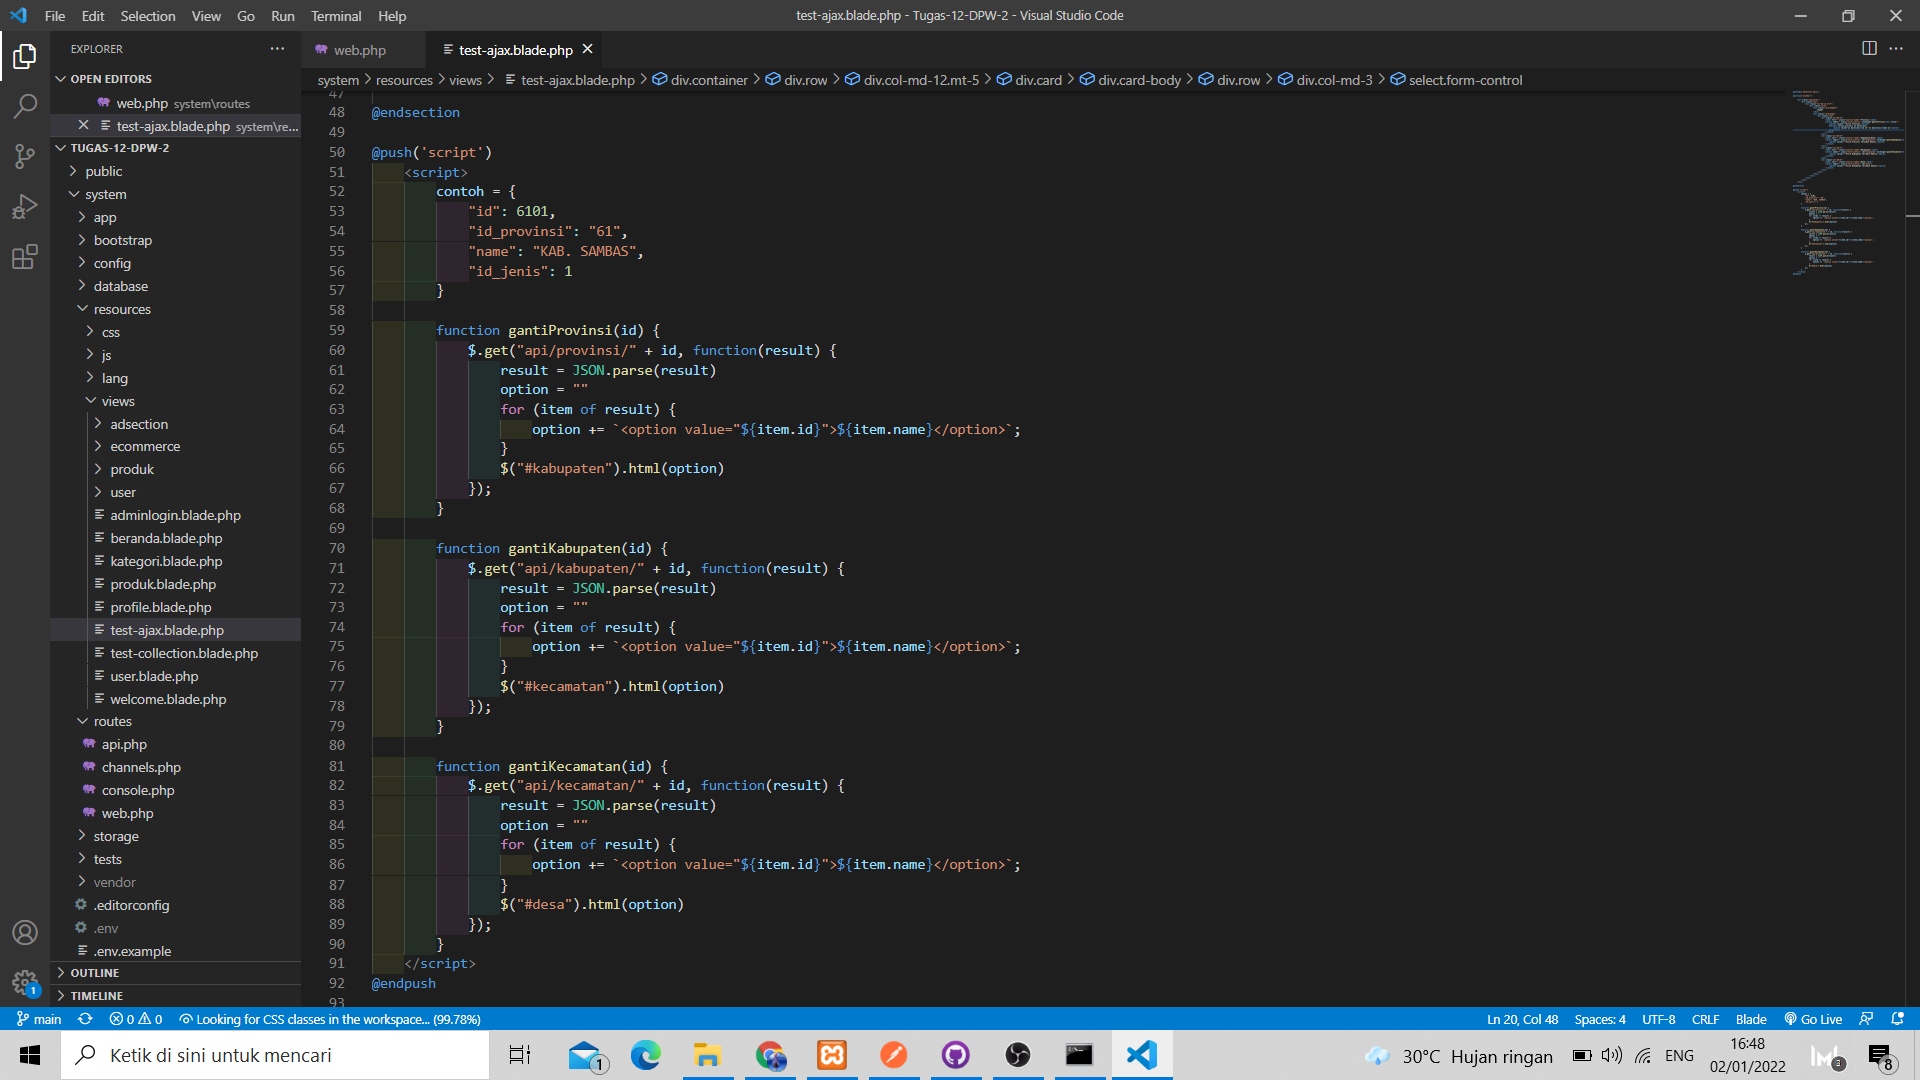 File Edit Selection View Go Run Terminal Help
test-ajax.blade.php - Tugas-12-DPW-2 - Visual Studio Code
EXPLORER
OPEN EDITORS
web.php system\routes
test-ajax.blade.php system\re...
TUGAS-12-DPW-2
public
system
app
bootstrap
config
database
resources
css
js
lang
views
adsection
ecommerce
produk
user
adminlogin.blade.php
beranda.blade.php
kategori.blade.php
produk.blade.php
profile.blade.php
test-ajax.blade.php
test-collection.blade.php
user.blade.php
welcome.blade.php
routes
api.php
channels.php
console.php
web.php
storage
tests
vendor
.editorconfig
.env
.env.example
OUTLINE
TIMELINE
web.php
test-ajax.blade.php
system > resources > views > test-ajax.blade.php > div.container > div.row > div.col-md-12.mt-5 > div.card > div.card-body > div.row > div.col-md-3 > select.form-control
47
48 @endsection
49
50 @push('script')
51 <script>
52 contoh = {
53 "id": 6101,
54 "id_provinsi": "61",
55 "name": "KAB. SAMBAS",
56 "id_jenis": 1
57 }
58
59 function gantiProvinsi(id) {
60 $.get("api/provinsi/" + id, function(result) {
61 result = JSON.parse(result)
62 option = ""
63 for (item of result) {
64 option += `<option value="${item.id}">${item.name}</option>`;
65 }
66 $("#kabupaten").html(option)
67 });
68 }
69
70 function gantiKabupaten(id) {
71 $.get("api/kabupaten/" + id, function(result) {
72 result = JSON.parse(result)
73 option = ""
74 for (item of result) {
75 option += `<option value="${item.id}">${item.name}</option>`;
76 }
77 $("#kecamatan").html(option)
78 });
79 }
80
81 function gantiKecamatan(id) {
82 $.get("api/kecamatan/" + id, function(result) {
83 result = JSON.parse(result)
84 option = ""
85 for (item of result) {
86 option += `<option value="${item.id}">${item.name}</option>`;
87 }
88 $("#desa").html(option)
89 });
90 }
91 </script>
92 @endpush
93
1
main 0 0 Looking for CSS classes in the workspace... (99.78%)
Ln 20, Col 48 Spaces: 4 UTF-8 CRLF Blade Go Live
Ketik di sini untuk mencari
1
30°C Hujan ringan
ENG
16:48
02/01/2022
3
8